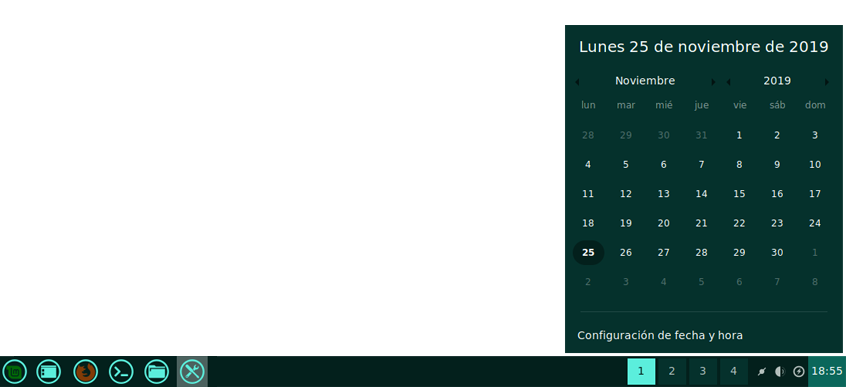 Lunes 25 de noviembre de 2019
Noviembre 2019
lun mar mié jue vie sáb dom
28 29 30 31 1 2 3
4 5 6 7 8 9 10
11 12 13 14 15 16 17
18 19 20 21 22 23 24
25 26 27 28 29 30 1
2 3 4 5 6 7 8
Configuración de fecha y hora
1 2 3 4 18:55